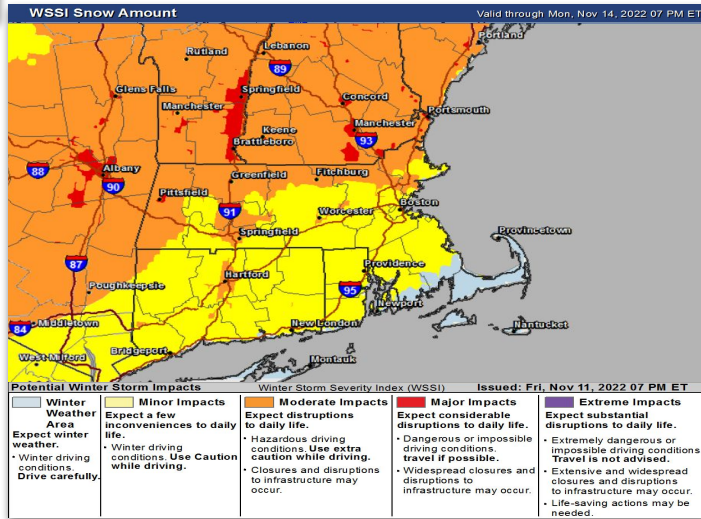 WSSI Snow Amount
Valid through Mon, Nov 14, 2022 07 PM ET
Portland
Rutland
Lebanon
89
Glens Falls
Springfield
Concord
Manchester
Portsmouth
Manchester
Keene
93
Brattleboro
88
Albany
90
Greenfield
Fitchburg
Pittsfield
91
Worcester
Boston
Springfield
Provincetown
87
Hartford
Providence
Poughkeepsie
95
Newport
84
Middletown
New London
Nantucket
West Milford
Bridgeport
Montauk
Potential Winter Storm Impacts
Winter Storm Severity Index (WSSI)
Issued: Fri, Nov 11, 2022 07 PM ET
Winter
Weather
Area
Expect winter
weather.
• Winter driving
conditions.
Drive carefully.
Minor Impacts
Expect a few
inconveniences to daily
life.
• Winter driving
conditions. Use Caution
while driving.
Moderate Impacts
Expect distruptions
to daily life.
• Hazardous driving
conditions. Use extra
caution while driving.
• Closures and disruptions
to infrastructure may
occur.
Major Impacts
Expect considerable
disruptions to daily life.
• Dangerous or impossible
driving conditions.
travel if possible.
• Widespread closures and
disruptions to
infrastructure may occur.
Extreme Impacts
Expect substantial
disruptions to daily life.
• Extremely dangerous or
impossible driving conditions
Travel is not advised.
• Extensive and widespread
closures and disruptions
to infrastructure may occur.
• Life-saving actions may be
needed.